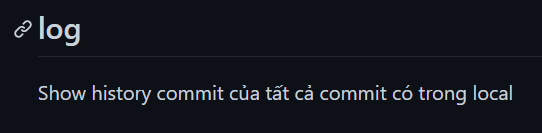 log
Show history commit của tất cả commit có trong local